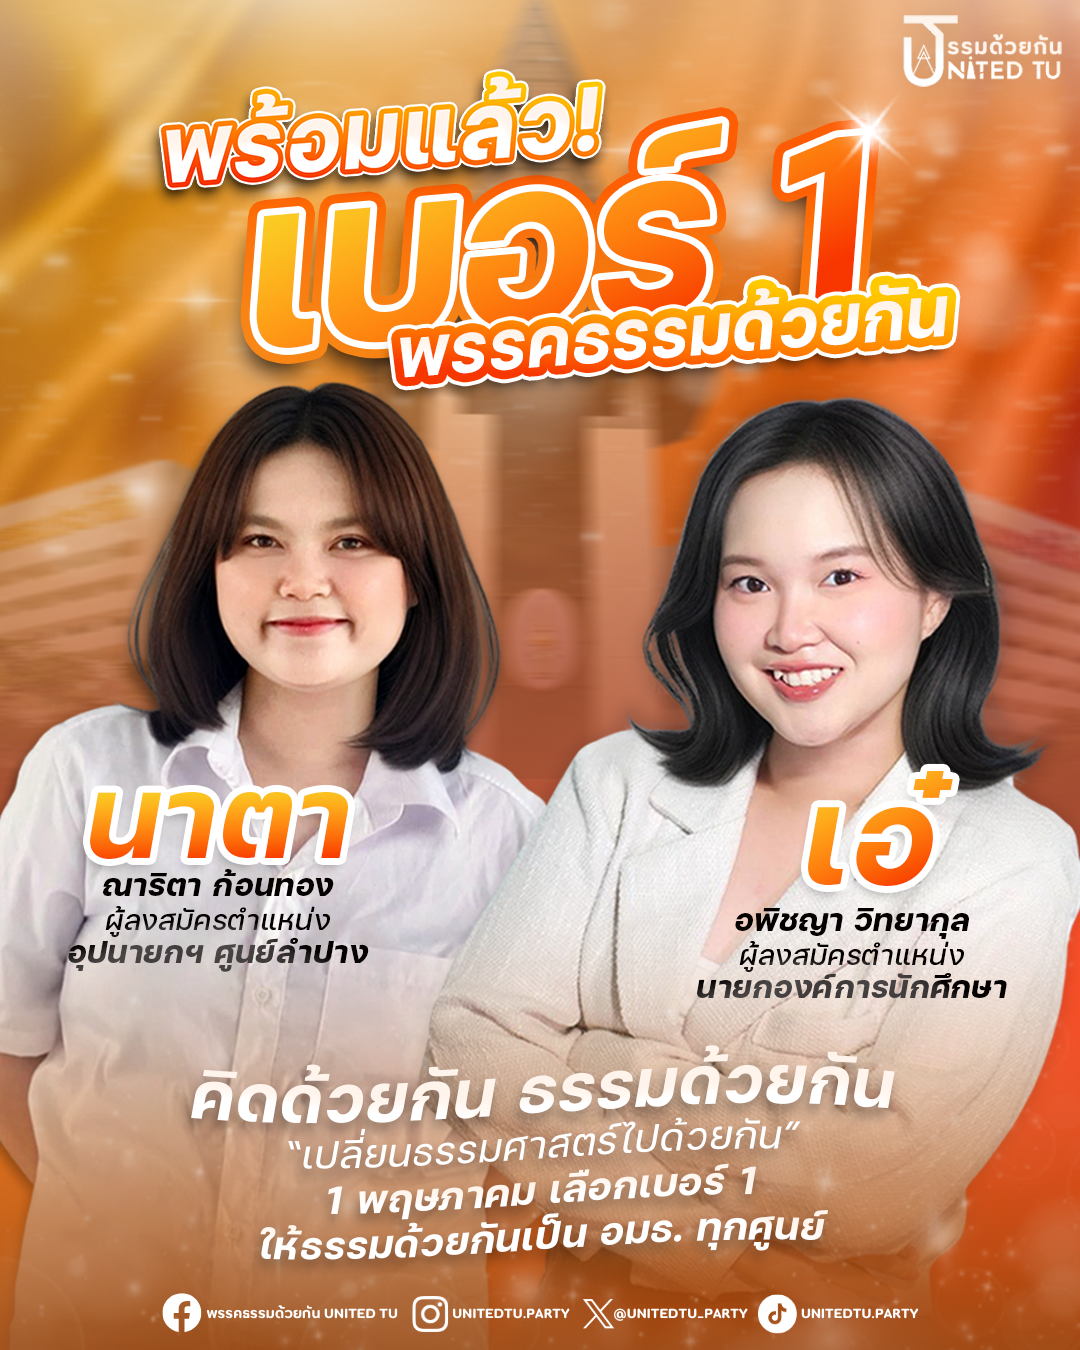 ธรรมด้วยกัน
UNITED TU
พร้อมแล้ว!
เบอร์ 1
พรรคธรรมด้วยกัน
นาตา
ณาริตา ก้อนทอง
ผู้ลงสมัครตำแหน่ง
อุปนายกฯ ศูนย์ลำปาง
เอ๋
อพิชญา วิทยากุล
ผู้ลงสมัครตำแหน่ง
นายกองค์การนักศึกษา
คิดด้วยกัน ธรรมด้วยกัน
“เปลี่ยนธรรมศาสตร์ไปด้วยกัน”
1 พฤษภาคม เลือกเบอร์ 1
ให้ธรรมด้วยกันเป็น อมธ. ทุกศูนย์
พรรคธรรมด้วยกัน UNITED TU UNITEDTU.PARTY @UNITEDTU_PARTY UNITEDTU.PARTY